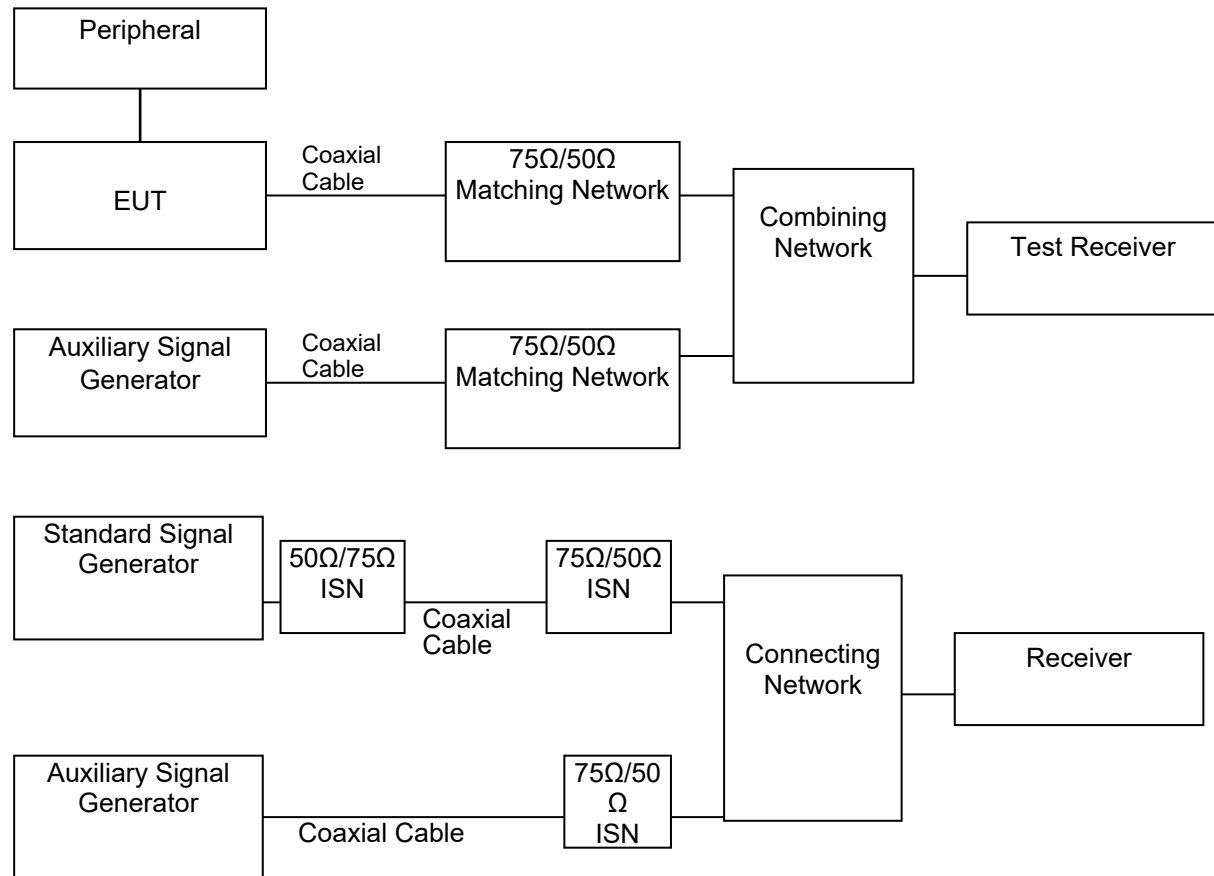 Peripheral
EUT
Coaxial
Cable
75Ω/50Ω
Matching Network
Combining
Network
Test Receiver
Auxiliary Signal
Generator
Coaxial
Cable
75Ω/50Ω
Matching Network
Standard Signal
Generator
50Ω/75Ω
ISN
Coaxial
Cable
75Ω/50Ω
ISN
Connecting
Network
Receiver
Auxiliary Signal
Generator
Coaxial Cable
75Ω/50
Ω
ISN